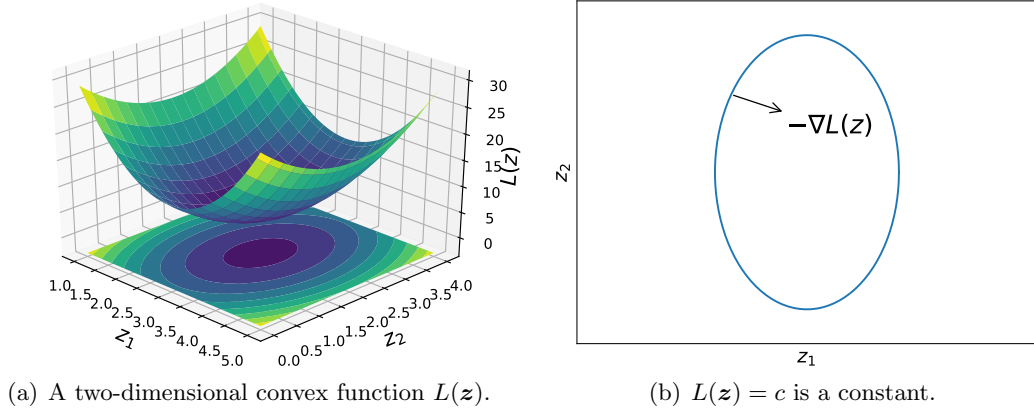 30
25
20
15
10
5
0
L(z)
1.0 1.5 2.0 2.5 3.0 3.5 4.0 4.5 5.0
z₁
0.0 0.5 1.0 1.5 2.0 2.5 3.0 3.5 4.0
z₂
−∇L(z)
z₂
z₁
(a) A two-dimensional convex function L(z).
(b) L(z) = c is a constant.